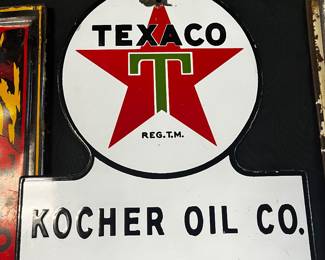 TEXACO
T
REG. T.M.
KOCHER OIL CO.